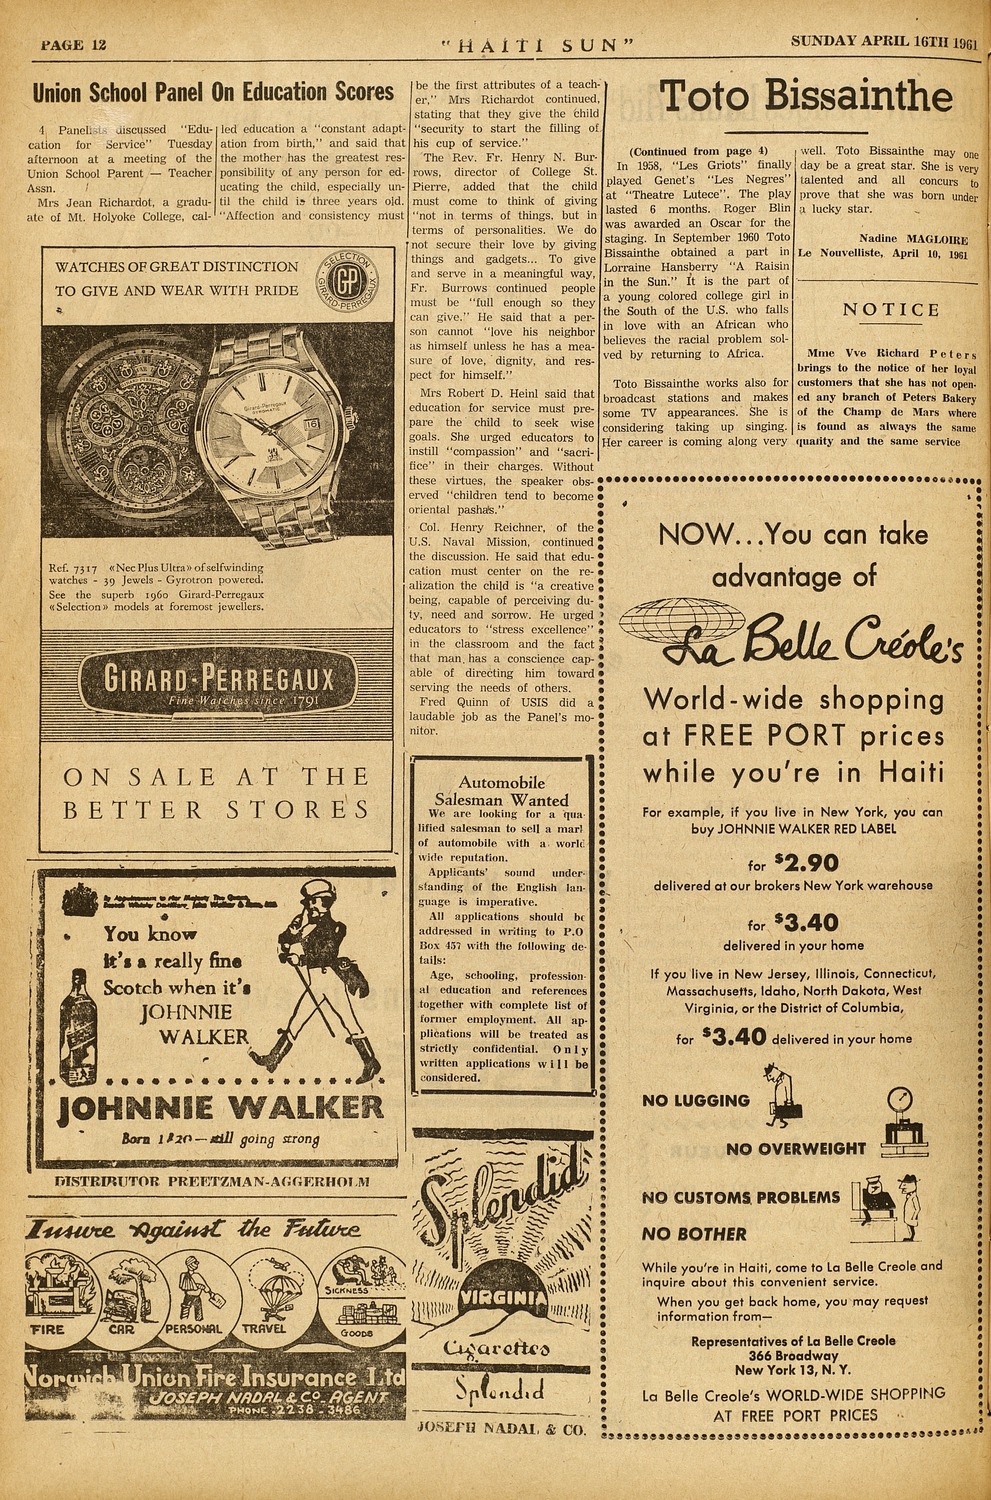 PAGE 12
"HAITI SUN"
SUNDAY APRIL 16TH 1961
Union School Panel On Education Scores
4 Panelists discussed "Edu-
cation for Service" Tuesday
afternoon at a meeting of the
Union School Parent — Teacher
Assn.
Mrs Jean Richardot, a gradu-
ate of Mt. Holyoke College, cal-
led education a "constant adapt-
ation from birth," and said that
the mother has the greatest res-
ponsibility of any person for ed-
ucating the child, especially un-
til the child is three years old.
"Affection and consistency must
be the first attributes of a teach-
er," Mrs Richardot continued,
stating that they give the child
"security to start the filling of
his cup of service."
The Rev. Fr. Henry N. Bur-
rows, director of College St.
Pierre, added that the child
must come to think of giving
"not in terms of things, but in
terms of personalities. We do
not secure their love by giving
things and gadgets... To give
and serve in a meaningful way,
Fr. Burrows continued people
must be "full enough so they
can give." He said that a per-
son cannot "love his neighbor
as himself unless he has a mea-
sure of love, dignity, and res-
pect for himself."
Mrs Robert D. Heinl said that
education for service must pre-
pare the child to seek wise
goals. She urged educators to
instill "compassion" and "sacri-
fice" in their charges. Without
these virtues, the speaker obs-
erved "children tend to become
oriental pashas."
Col. Henry Reichner, of the
U.S. Naval Mission, continued
the discussion. He said that edu-
cation must center on the re-
alization the child is "a creative
being, capable of perceiving du-
ty, need and sorrow. He urged
educators to "stress excellence"
in the classroom and the fact
that man has a conscience cap-
able of directing him toward
serving the needs of others.
Fred Quinn of USIS did a
laudable job as the Panel's mo-
nitor.
Toto Bissainthe
(Continued from page 4)
In 1958, "Les Griots" finally
played Genet's "Les Negres"
at "Theatre Lutece". The play
lasted 6 months. Roger Blin
was awarded an Oscar for the
staging. In September 1960 Toto
Bissainthe obtained a part in
Lorraine Hansberry "A Raisin
in the Sun." It is the part of
a young colored college girl in
the South of the U.S. who falls
in love with an African who
believes the racial problem sol-
ved by returning to Africa.
Toto Bissainthe works also for
broadcast stations and makes
some TV appearances. She is
considering taking up singing.
Her career is coming along very
well. Toto Bissainthe may one
day be a great star. She is very
talented and all concurs to
prove that she was born under
a lucky star.
Nadine MAGLOIRE
Le Nouvelliste, April 10, 1961
NOTICE
Mme Vve Richard Peters
brings to the notice of her loyal
customers that she has not open-
ed any branch of Peters Bakery
of the Champ de Mars where
is found as always the same
quality and the same service
WATCHES OF GREAT DISTINCTION
TO GIVE AND WEAR WITH PRIDE
SELECTION
GP
GIRARD-PERREGAUX
Girard-Perregaux
GYROMATIC
16
Ref. 7317 «Nec Plus Ultra» of selfwinding
watches - 39 Jewels - Gyrotron powered.
See the superb 1960 Girard-Perregaux
«Selection» models at foremost jewellers.
GIRARD-PERREGAUX
Fine Watches since 1791
ON SALE AT THE
BETTER STORES
By Appointment to Her Majesty The Queen,
Scotch Whisky Distillers, John Walker & Sons, Ltd.
You know
it's a really fine
Scotch when it's
JOHNNIE
WALKER
JOHNNIE WALKER
Born 1820—still going strong
DISTRIBUTOR PREETZMAN-AGGERHOLM
Insure Against the Future
FIRE
CAR
PERSONAL
TRAVEL
SICKNESS
GOODS
Norwich Union Fire Insurance Ltd
JOSEPH NADAL & CO. AGENT
PHONE 2238 - 3486
Automobile
Salesman Wanted
We are looking for a qua
lified salesman to sell a mark
of automobile with a world
wide reputation.
Applicants' sound under-
standing of the English lan-
guage is imperative.
All applications should be
addressed in writing to P.O
Box 457 with the following de-
tails:
Age, schooling, profession-
al education and references
together with complete list of
former employment. All ap-
plications will be treated as
strictly confidential. Only
written applications will be
considered.
Splendid
VIRGINIA
Cigarettes
Splendid
JOSEPH NADAL & CO.
NOW...You can take
advantage of
La Belle Créole's
World-wide shopping
at FREE PORT prices
while you're in Haiti
For example, if you live in New York, you can
buy JOHNNIE WALKER RED LABEL
for $2.90
delivered at our brokers New York warehouse
for $3.40
delivered in your home
If you live in New Jersey, Illinois, Connecticut,
Massachusetts, Idaho, North Dakota, West
Virginia, or the District of Columbia,
for $3.40 delivered in your home
NO LUGGING
NO OVERWEIGHT
NO CUSTOMS PROBLEMS
NO BOTHER
While you're in Haiti, come to La Belle Creole and
inquire about this convenient service.
When you get back home, you may request
information from—
Representatives of La Belle Creole
366 Broadway
New York 13, N. Y.
La Belle Creole's WORLD-WIDE SHOPPING
AT FREE PORT PRICES